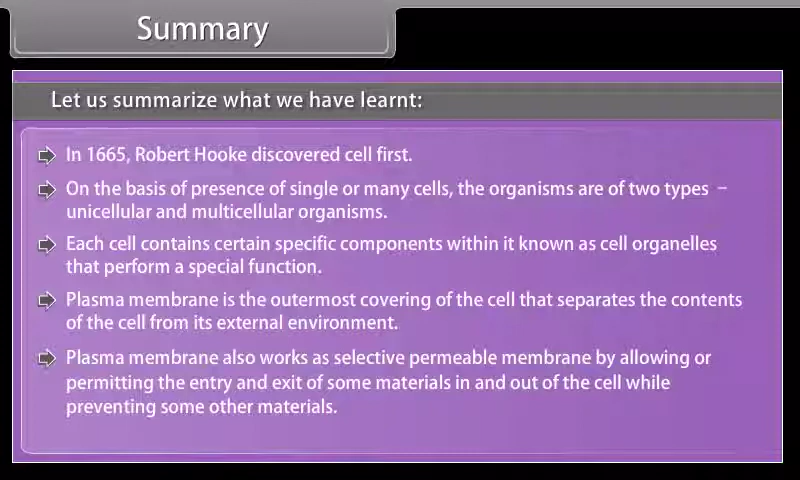 Summary
Let us summarize what we have learnt:
In 1665, Robert Hooke discovered cell first.
On the basis of presence of single or many cells, the organisms are of two types –
unicellular and multicellular organisms.
Each cell contains certain specific components within it known as cell organelles
that perform a special function.
Plasma membrane is the outermost covering of the cell that separates the contents
of the cell from its external environment.
Plasma membrane also works as selective permeable membrane by allowing or
permitting the entry and exit of some materials in and out of the cell while
preventing some other materials.